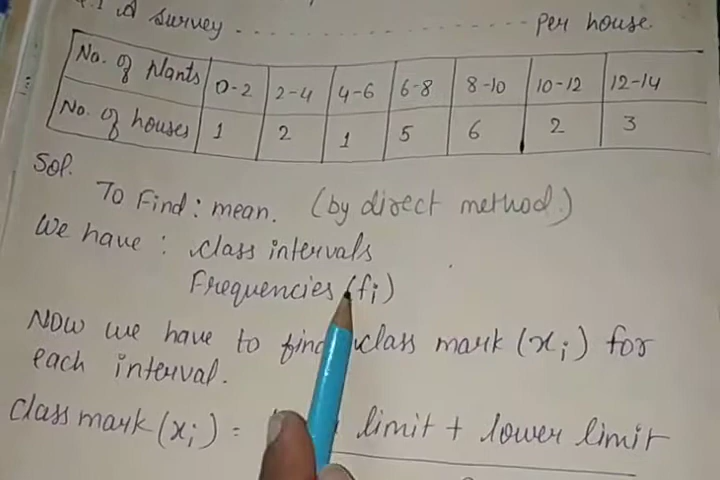 A survey .................... per house.
No. of plants 0-2 2-4 4-6 6-8 8-10 10-12 12-14
No. of houses 1 2 1 5 6 2 3
Sol.
To Find : mean. (by direct method.)
We have : class intervals
Frequencies (fi)
Now we have to find class mark (xi) for
each interval.
class mark (xi) = limit + lower limit